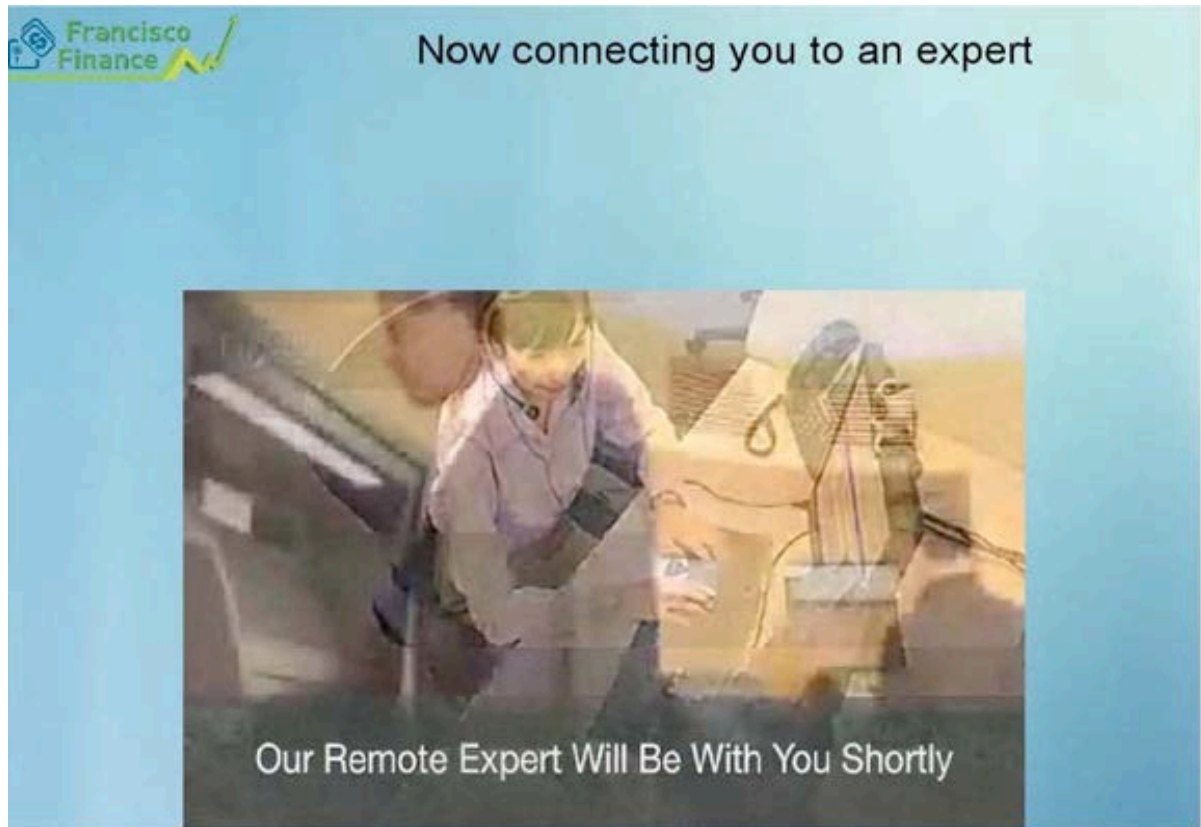 Francisco
Finance
Now connecting you to an expert
Our Remote Expert Will Be With You Shortly